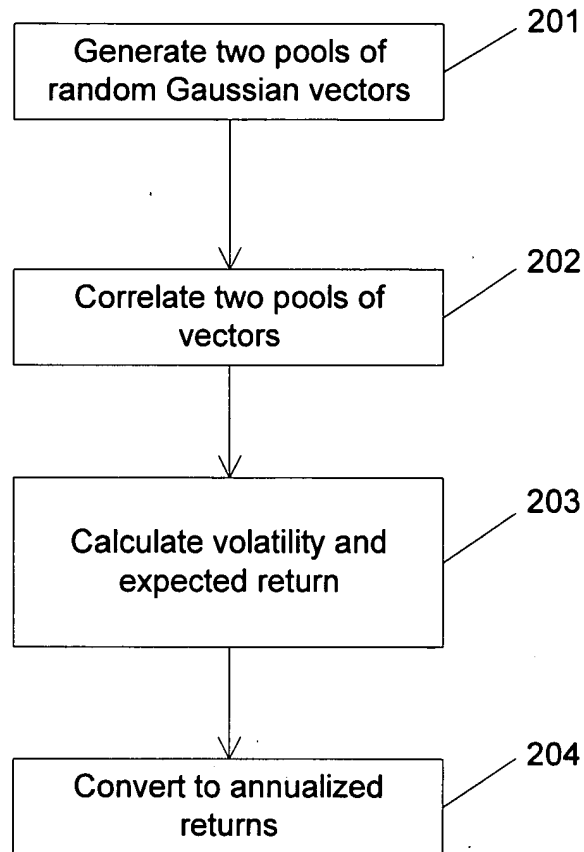 201
Generate two pools of
random Gaussian vectors
202
Correlate two pools of
vectors
203
Calculate volatility and
expected return
204
Convert to annualized
returns